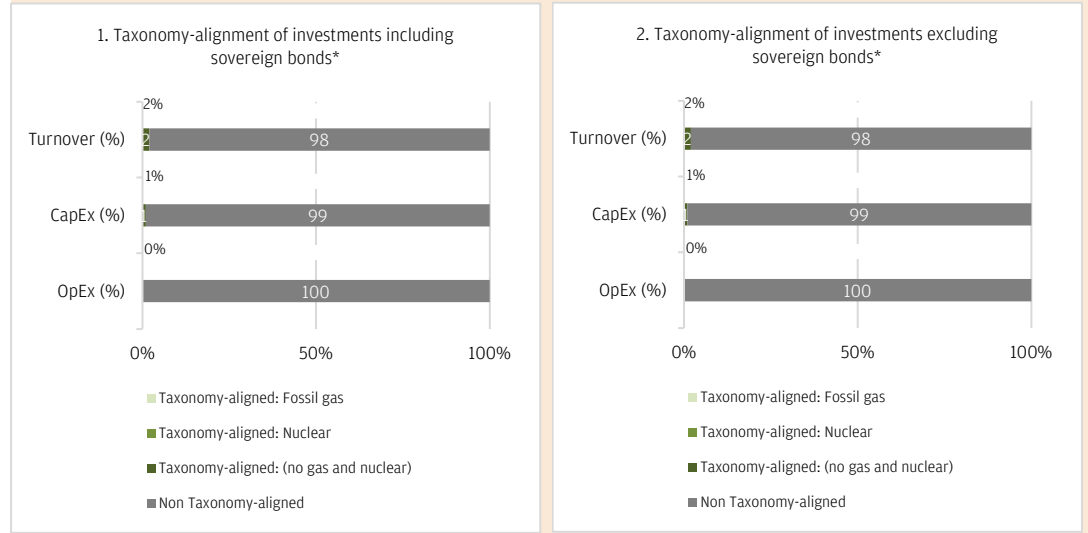 1. Taxonomy-alignment of investments including
sovereign bonds*
2%
Turnover (%)
2
98
1%
CapEx (%)
1
99
0%
OpEx (%)
100
0%
50%
100%
Taxonomy-aligned: Fossil gas
Taxonomy-aligned: Nuclear
Taxonomy-aligned: (no gas and nuclear)
Non Taxonomy-aligned
2. Taxonomy-alignment of investments excluding
sovereign bonds*
2%
Turnover (%)
2
98
1%
CapEx (%)
1
99
0%
OpEx (%)
100
0%
50%
100%
Taxonomy-aligned: Fossil gas
Taxonomy-aligned: Nuclear
Taxonomy-aligned: (no gas and nuclear)
Non Taxonomy-aligned